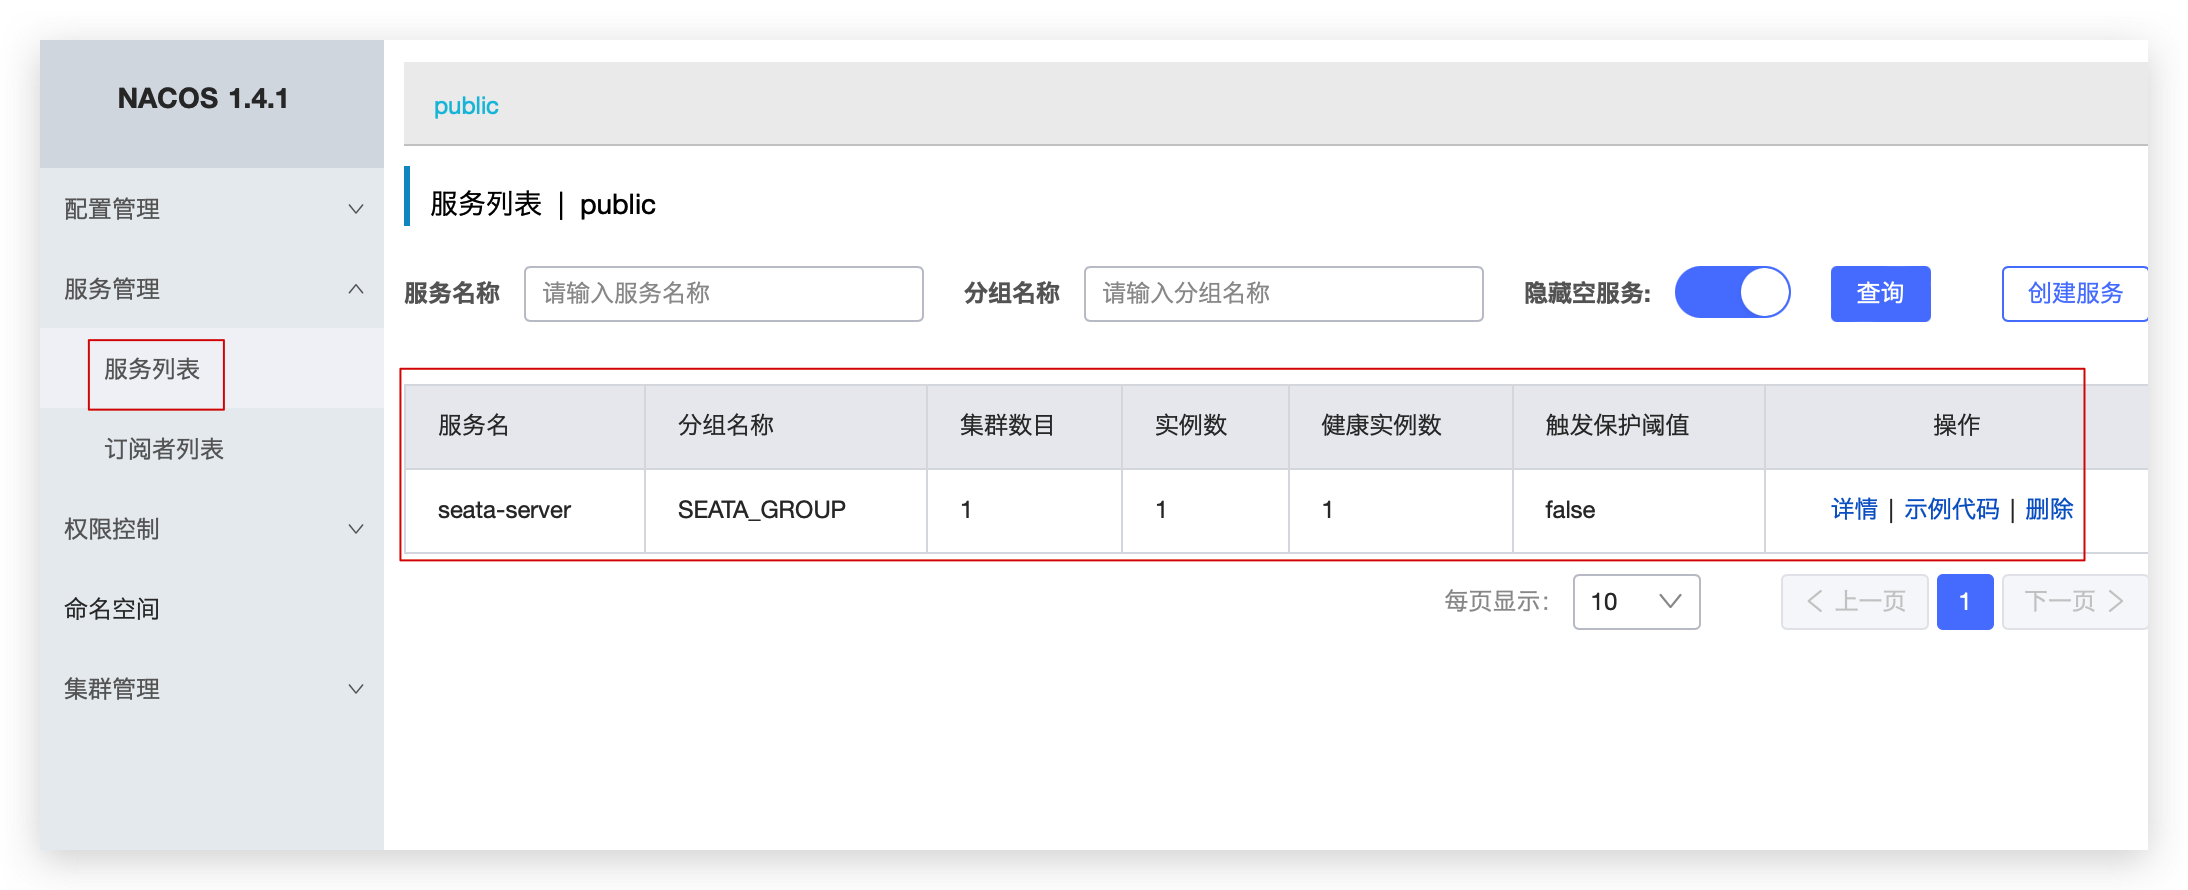 NACOS 1.4.1
配置管理
服务管理
服务列表
订阅者列表
权限控制
命名空间
集群管理
public
服务列表 | public
服务名称 请输入服务名称 分组名称 请输入分组名称 隐藏空服务: 查询 创建服务
服务名 分组名称 集群数目 实例数 健康实例数 触发保护阈值 操作
seata-server SEATA_GROUP 1 1 1 false 详情 | 示例代码 | 删除
每页显示: 10 上一页 1 下一页